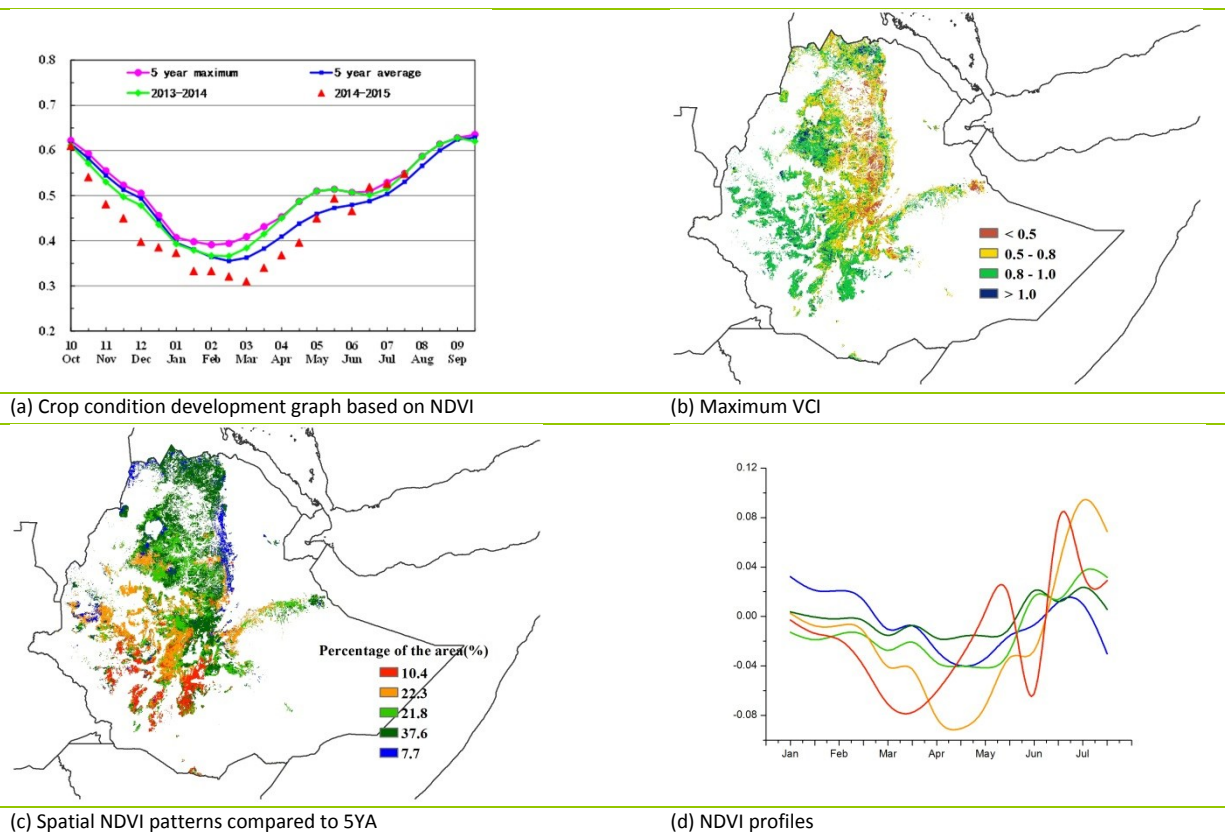 0.8
5 year maximum
5 year average
2013-2014
2014-2015
0.7
0.6
0.5
0.4
0.3
0.2
10 11 12 01 02 03 04 05 06 07 08 09
Oct Nov Dec Jan Feb Mar Apr May Jun Jul Aug Sep
< 0.5
0.5 - 0.8
0.8 - 1.0
> 1.0
(a) Crop condition development graph based on NDVI
(b) Maximum VCI
Percentage of the area(%)
10.4
22.3
21.8
37.6
7.7
0.12
0.08
0.04
0.00
-0.04
-0.08
Jan Feb Mar Apr May Jun Jul
(c) Spatial NDVI patterns compared to 5YA
(d) NDVI profiles